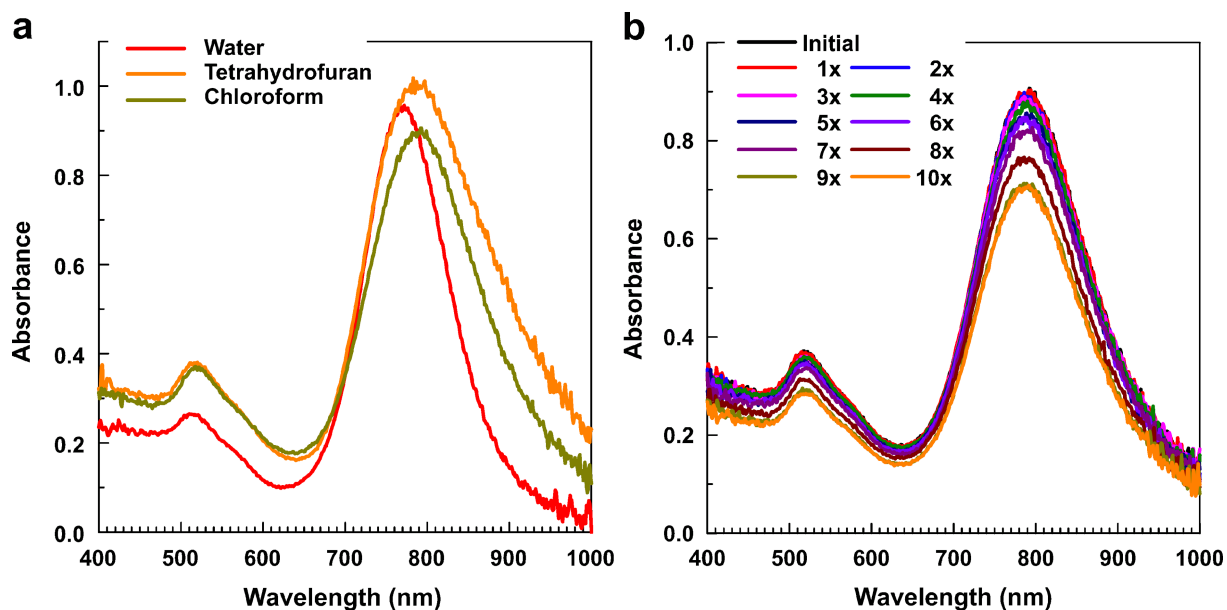 a
Water
Tetrahydrofuran
Chloroform
1.0
0.8
0.6
0.4
0.2
0.0
400 500 600 700 800 900 1000
Absorbance
Wavelength (nm)
b
Initial
1x 2x
3x 4x
5x 6x
7x 8x
9x 10x
1.0
0.8
0.6
0.4
0.2
0.0
400 500 600 700 800 900 1000
Absorbance
Wavelength (nm)